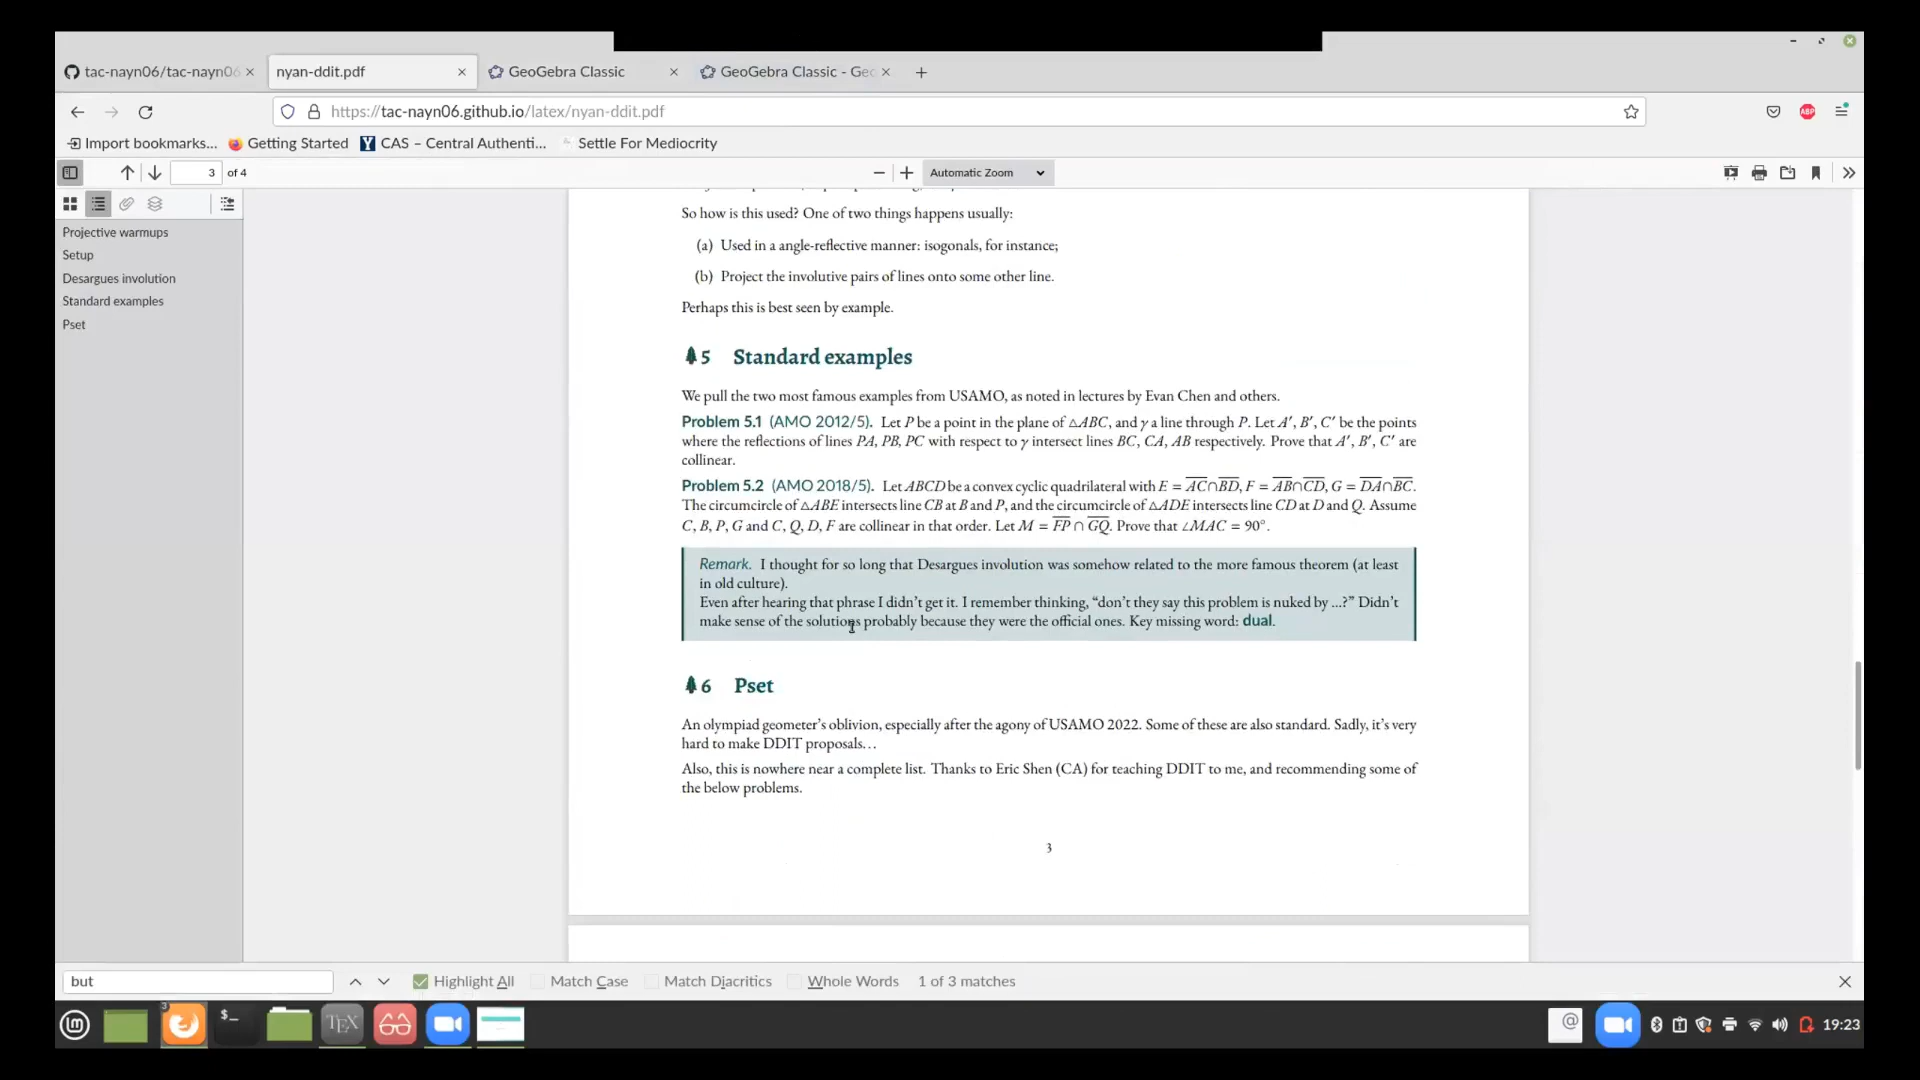 tac-nayn06/tac-nayn06
nyan-ddit.pdf
GeoGebra Classic
GeoGebra Classic - Geo
https://tac-nayn06.github.io/latex/nyan-ddit.pdf
ABP
Import bookmarks...
Getting Started
CAS – Central Authenti...
Settle For Mediocrity
3 of 4
Automatic Zoom
Projective warmups
Setup
Desargues involution
Standard examples
Pset
So how is this used? One of two things happens usually:
(a) Used in a angle-reflective manner: isogonals, for instance;
(b) Project the involutive pairs of lines onto some other line.
Perhaps this is best seen by example.
5 Standard examples
We pull the two most famous examples from USAMO, as noted in lectures by Evan Chen and others.
Problem 5.1 (AMO 2012/5). Let P be a point in the plane of △ABC, and γ a line through P. Let A′, B′, C′ be the points
where the reflections of lines PA, PB, PC with respect to γ intersect lines BC, CA, AB respectively. Prove that A′, B′, C′ are
collinear.
Problem 5.2 (AMO 2018/5). Let ABCD be a convex cyclic quadrilateral with E = AC∩BD, F = AB∩CD, G = DA∩BC.
The circumcircle of △ABE intersects line CB at B and P, and the circumcircle of △ADE intersects line CD at D and Q. Assume
C, B, P, G and C, Q, D, F are collinear in that order. Let M = FP ∩ GQ. Prove that ∠MAC = 90°.
Remark. I thought for so long that Desargues involution was somehow related to the more famous theorem (at least
in old culture).
Even after hearing that phrase I didn't get it. I remember thinking, “don't they say this problem is nuked by ...?” Didn't
make sense of the solutions probably because they were the official ones. Key missing word: dual.
6 Pset
An olympiad geometer's oblivion, especially after the agony of USAMO 2022. Some of these are also standard. Sadly, it's very
hard to make DDIT proposals…
Also, this is nowhere near a complete list. Thanks to Eric Shen (CA) for teaching DDIT to me, and recommending some of
the below problems.
3
but
Highlight All
Match Case
Match Diacritics
Whole Words
1 of 3 matches
3
$_
TEX
@
19:23